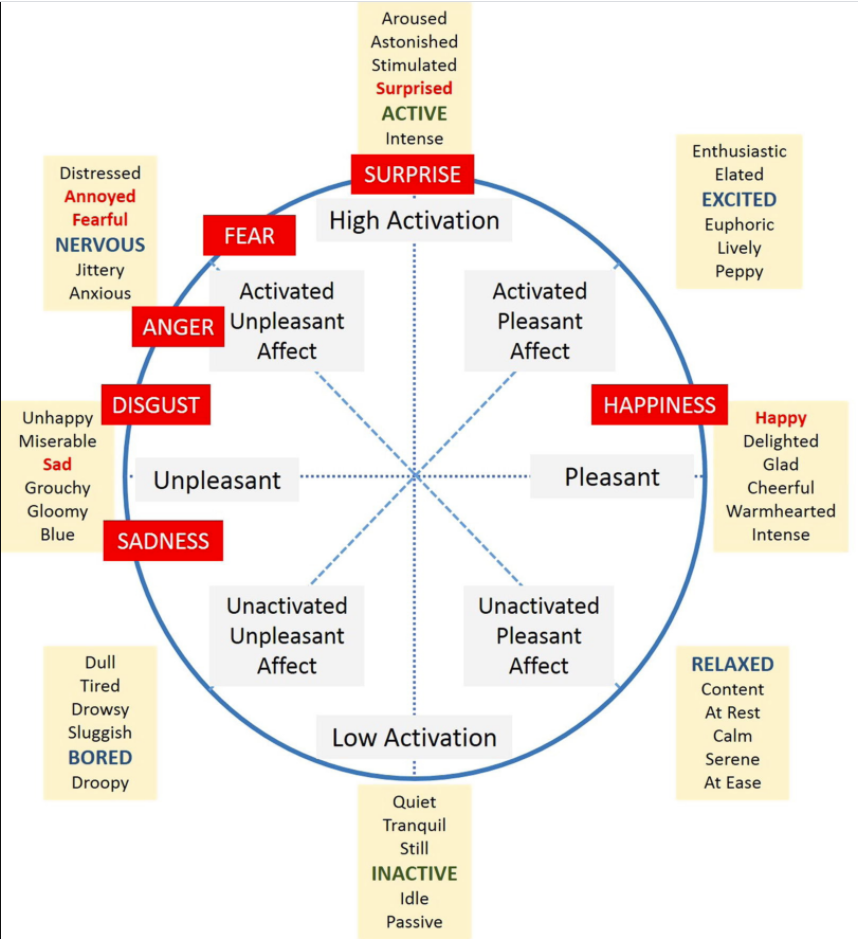 Aroused
Astonished
Stimulated
Surprised
ACTIVE
Intense
SURPRISE
High Activation
Enthusiastic
Elated
EXCITED
Euphoric
Lively
Peppy
Distressed
Annoyed
Fearful
NERVOUS
Jittery
Anxious
FEAR
ANGER
Activated
Unpleasant
Affect
Activated
Pleasant
Affect
DISGUST
HAPPINESS
Unhappy
Miserable
Sad
Grouchy
Gloomy
Blue
Unpleasant
Pleasant
Happy
Delighted
Glad
Cheerful
Warmhearted
Intense
SADNESS
Unactivated
Unpleasant
Affect
Unactivated
Pleasant
Affect
Dull
Tired
Drowsy
Sluggish
BORED
Droopy
RELAXED
Content
At Rest
Calm
Serene
At Ease
Low Activation
Quiet
Tranquil
Still
INACTIVE
Idle
Passive